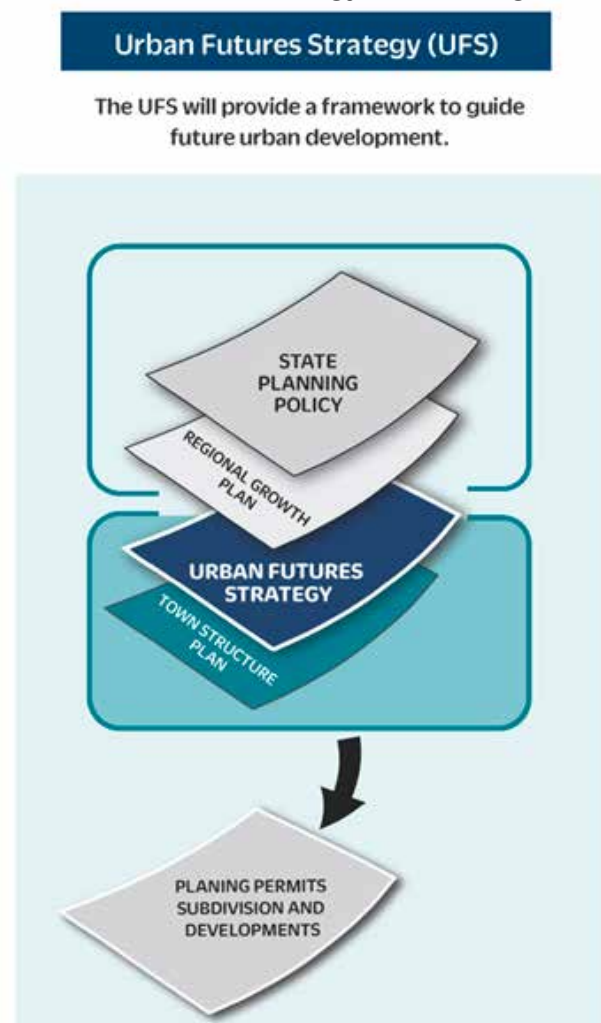 Urban Futures Strategy (UFS)
The UFS will provide a framework to guide
future urban development.
STATE
PLANNING
POLICY
REGIONAL GROWTH
PLAN
URBAN FUTURES
STRATEGY
TOWN STRUCTURE
PLAN
PLANING PERMITS
SUBDIVISION AND
DEVELOPMENTS